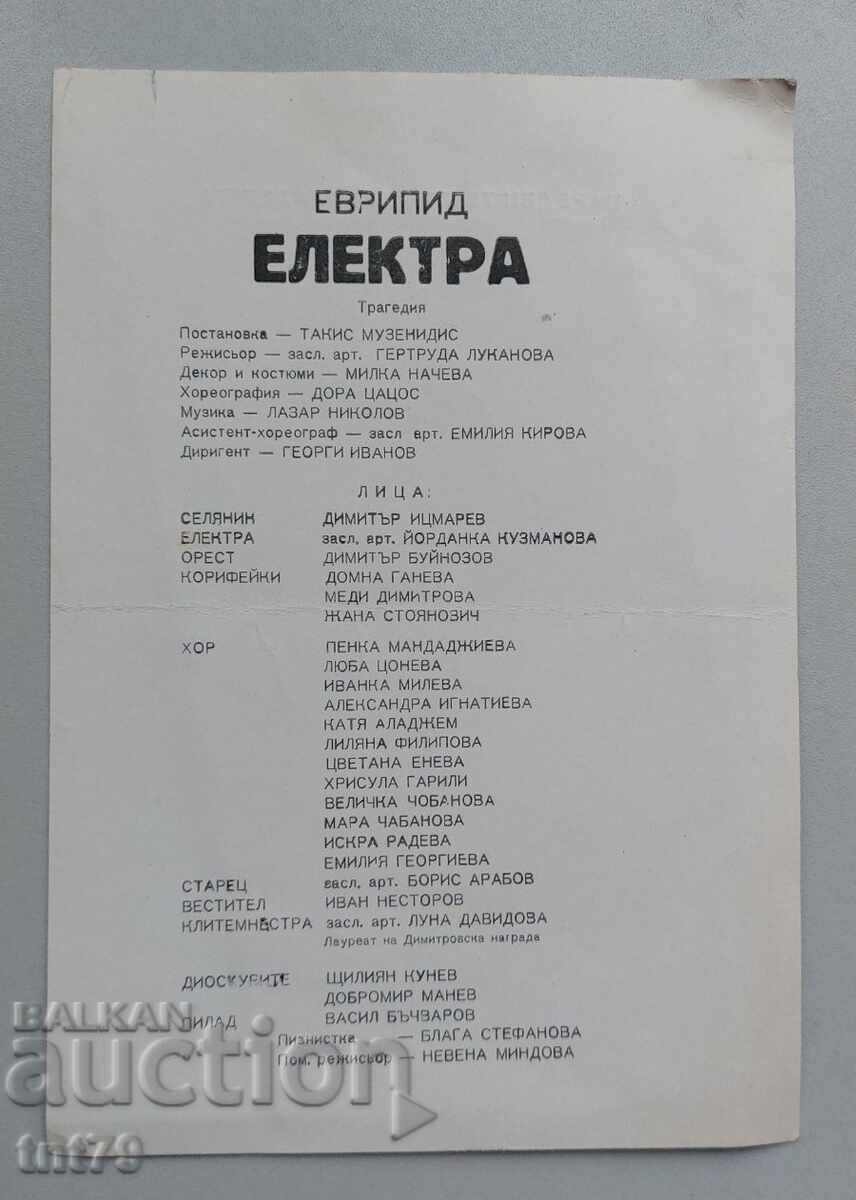 ЕВРИПИД
ЕЛЕКТРА
Трагедия
Постановка — ТАКИС МУЗЕНИДИС
Режисьор — засл. арт. ГЕРТРУДА ЛУКАНОВА
Декор и костюми — МИЛКА НАЧЕВА
Хореография — ДОРА ЦАЦОС
Музика — ЛАЗАР НИКОЛОВ
Асистент-хореограф — засл арт. ЕМИЛИЯ КИРОВА
Диригент — ГЕОРГИ ИВАНОВ
ЛИЦА:
СЕЛЯНИН ДИМИТЪР ИЦМАРЕВ
ЕЛЕКТРА засл. арт. ЙОРДАНКА КУЗМАНОВА
ОРЕСТ ДИМИТЪР БУЙНОЗОВ
КОРИФЕЙКИ ДОМНА ГАНЕВА
МЕДИ ДИМИТРОВА
ЖАНА СТОЯНОЗИЧ
ХОР ПЕНКА МАНДАДЖИЕВА
ЛЮБА ЦОНЕВА
ИВАНКА МИЛЕВА
АЛЕКСАНДРА ИГНАТИЕВА
КАТЯ АЛАДЖЕМ
ЛИЛЯНА ФИЛИПОВА
ЦВЕТАНА ЕНЕВА
ХРИСУЛА ГАРИЛИ
ВЕЛИЧКА ЧОБАНОВА
МАРА ЧАБАНОВА
ИСКРА РАДЕВА
ЕМИЛИЯ ГЕОРГИЕВА
СТАРЕЦ засл. арт. БОРИС АРАБОВ
ВЕСТИТЕЛ ИВАН НЕСТОРОВ
КЛИТЕМНЕСТРА засл. арт. ЛУНА ДАВИДОВА
Лауреат на Димитровска награда
ДИОСКУРИТЕ ЩИЛИЯН КУНЕВ
ДОБРОМИР МАНЕВ
ПИЛАД ВАСИЛ БЪЧВАРОВ
Пианистка — БЛАГА СТЕФАНОВА
Пом. режисьор — НЕВЕНА МИНДОВА
BALKAN
auction
tnt79